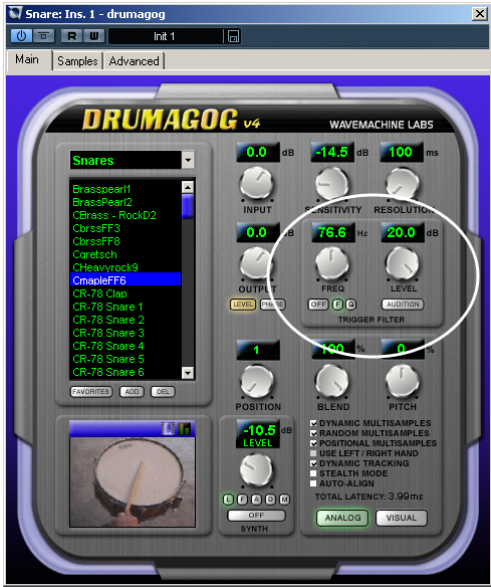 Snare: Ins. 1 - drumagog
R W Init 1
Main Samples Advanced
DRUMAGOG v4 WAVEMACHINE LABS
Snares
Brasspearl1
BrassPearl2
CBrass - RockD2
CbrssFF3
CbrssFF8
Cgretsch
CHeavyrock9
CmapleFF6
CR-78 Clap
CR-78 Snare 1
CR-78 Snare 2
CR-78 Snare 3
CR-78 Snare 4
CR-78 Snare 5
CR-78 Snare 6
FAVORITES ADD DEL
0.0 dB -14.5 dB 100 ms
INPUT SENSITIVITY RESOLUTION
0.0 dB 76.6 Hz 20.0 dB
OUTPUT FREQ LEVEL
LEVEL PHASE OFF F Q AUDITION
TRIGGER FILTER
1 100 % 0 %
POSITION BLEND PITCH
-10.5 dB
LEVEL
L F A D M
OFF
SYNTH
DYNAMIC MULTISAMPLES
RANDOM MULTISAMPLES
POSITIONAL MULTISAMPLES
USE LEFT / RIGHT HAND
DYNAMIC TRACKING
STEALTH MODE
AUTO-ALIGN
TOTAL LATENCY: 3.99ms
ANALOG VISUAL